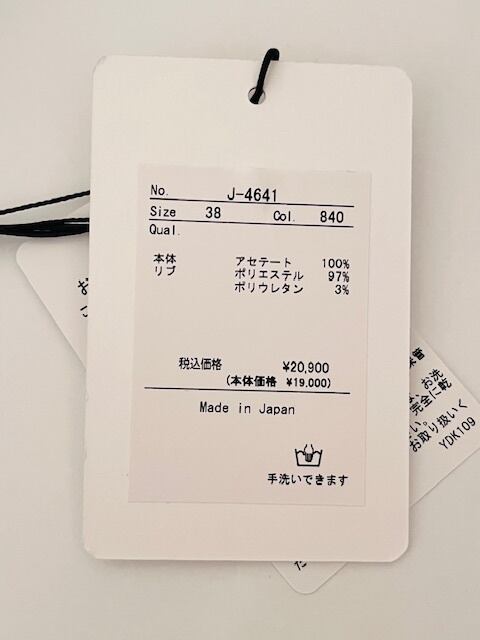 No. J-4641
Size 38 Col. 840
Qual.
本体 アセテート 100%
リブ ポリエステル 97%
ポリウレタン 3%
税込価格 ¥20,900
(本体価格 ¥19,000)
Made in Japan
手洗いできます
お洗
完全に乾
い。
お取り扱いく
YDK109